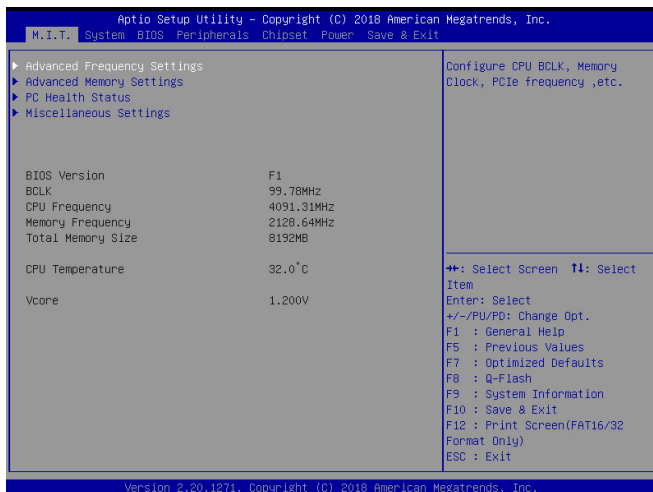 Aptio Setup Utility – Copyright (C) 2018 American Megatrends, Inc.
M.I.T. System BIOS Peripherals Chipset Power Save & Exit
Advanced Frequency Settings
Advanced Memory Settings
PC Health Status
Miscellaneous Settings
BIOS Version F1
BCLK 99.78MHz
CPU Frequency 4091.31MHz
Memory Frequency 2128.64MHz
Total Memory Size 8192MB
CPU Temperature 32.0°C
Vcore 1.200V
Configure CPU BCLK, Memory
Clock, PCIe frequency ,etc.
→←: Select Screen ↑↓: Select
Item
Enter: Select
+/-/PU/PD: Change Opt.
F1 : General Help
F5 : Previous Values
F7 : Optimized Defaults
F8 : Q-Flash
F9 : System Information
F10 : Save & Exit
F12 : Print Screen(FAT16/32
Format Only)
ESC : Exit
Version 2.20.1271. Copyright (C) 2018 American Megatrends, Inc.